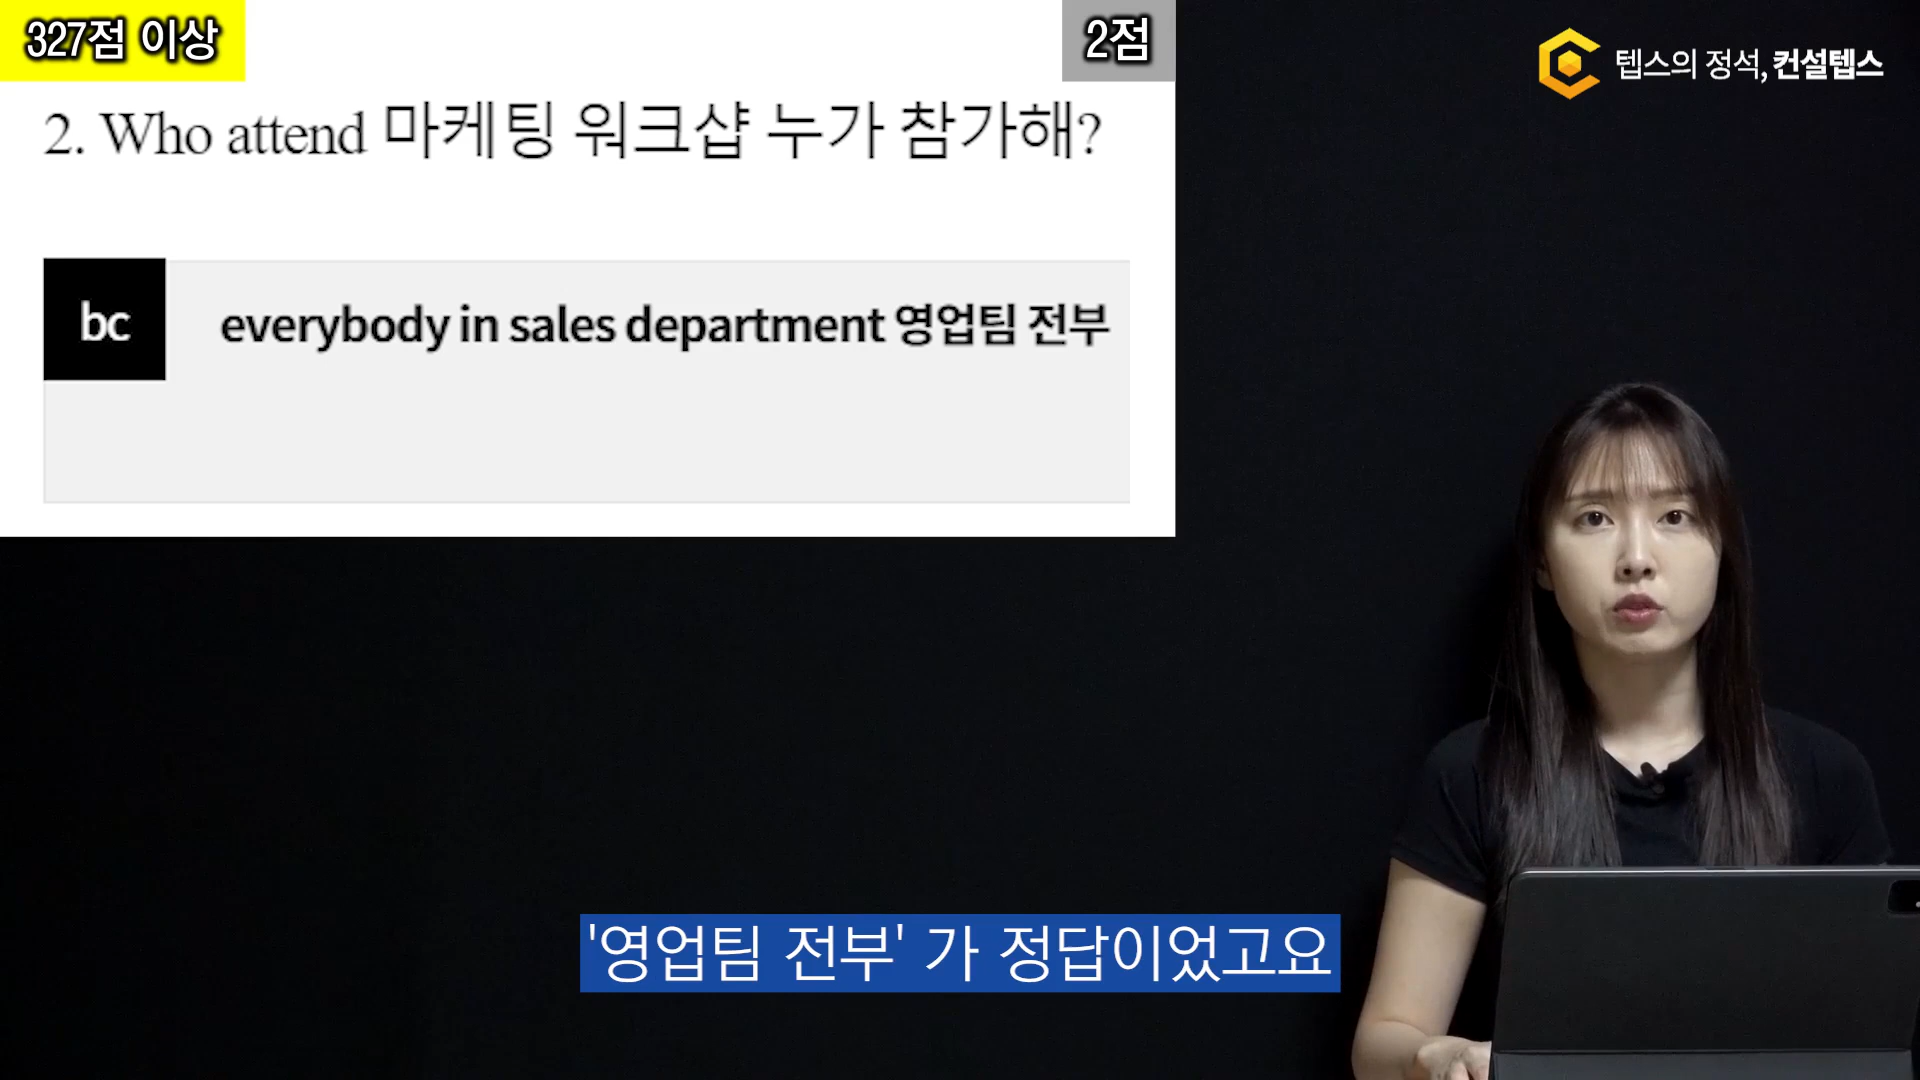 327점 이상
2점
텝스의 정석, 컨설텝스
2. Who attend 마케팅 워크샵 누가 참가해?
bc
everybody in sales department 영업팀 전부
'영업팀 전부' 가 정답이었고요